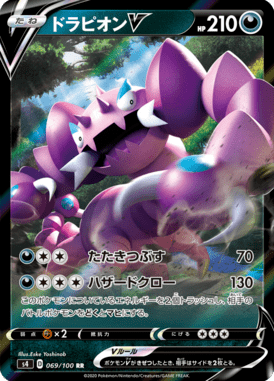 たね ドラピオンV HP 210
たたきつぶす 70
ハザードクロー 130
このポケモンについているエネルギーを2個トラッシュし、相手の
バトルポケモンをどくとマヒにする。
弱点 ×2 抵抗力 にげる
Vルール
ポケモンVがきぜつしたとき、相手はサイドを2枚とる。
Illus.Eske Yoshinob
s4 D 069/100 RR
©2020 Pokémon/Nintendo/Creatures/GAME FREAK.